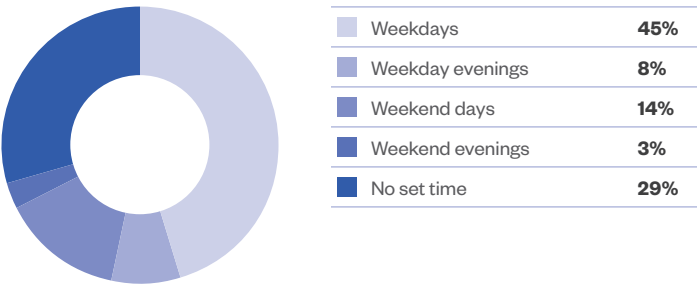 Weekdays 45%
Weekday evenings 8%
Weekend days 14%
Weekend evenings 3%
No set time 29%